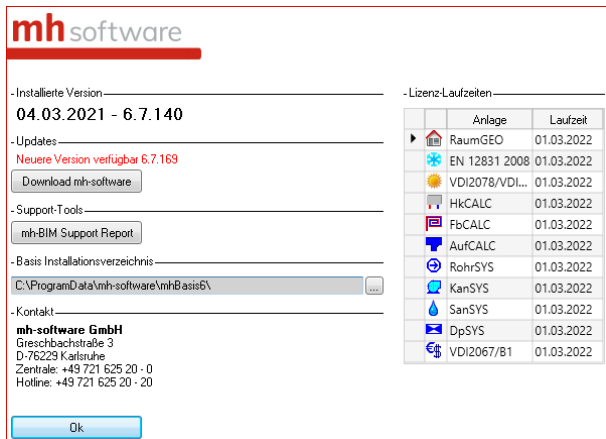 mh software
Installierte Version
04.03.2021 - 6.7.140
Updates
Neuere Version verfügbar 6.7.169
Download mh-software
Support-Tools
mh-BIM Support Report
Basis Installationsverzeichnis
C:\ProgramData\mh-software\mhBasis6\
...
Kontakt
mh-software GmbH
Greschbachstraße 3
D-76229 Karlsruhe
Zentrale: +49 721 625 20 - 0
Hotline: +49 721 625 20 - 20
Ok
Lizenz-Laufzeiten
Anlage Laufzeit
RaumGEO 01.03.2022
EN 12831 2008 01.03.2022
VDI2078/VDI... 01.03.2022
HkCALC 01.03.2022
FbCALC 01.03.2022
AufCALC 01.03.2022
RohrSYS 01.03.2022
KanSYS 01.03.2022
SanSYS 01.03.2022
DpSYS 01.03.2022
€$ VDI2067/B1 01.03.2022